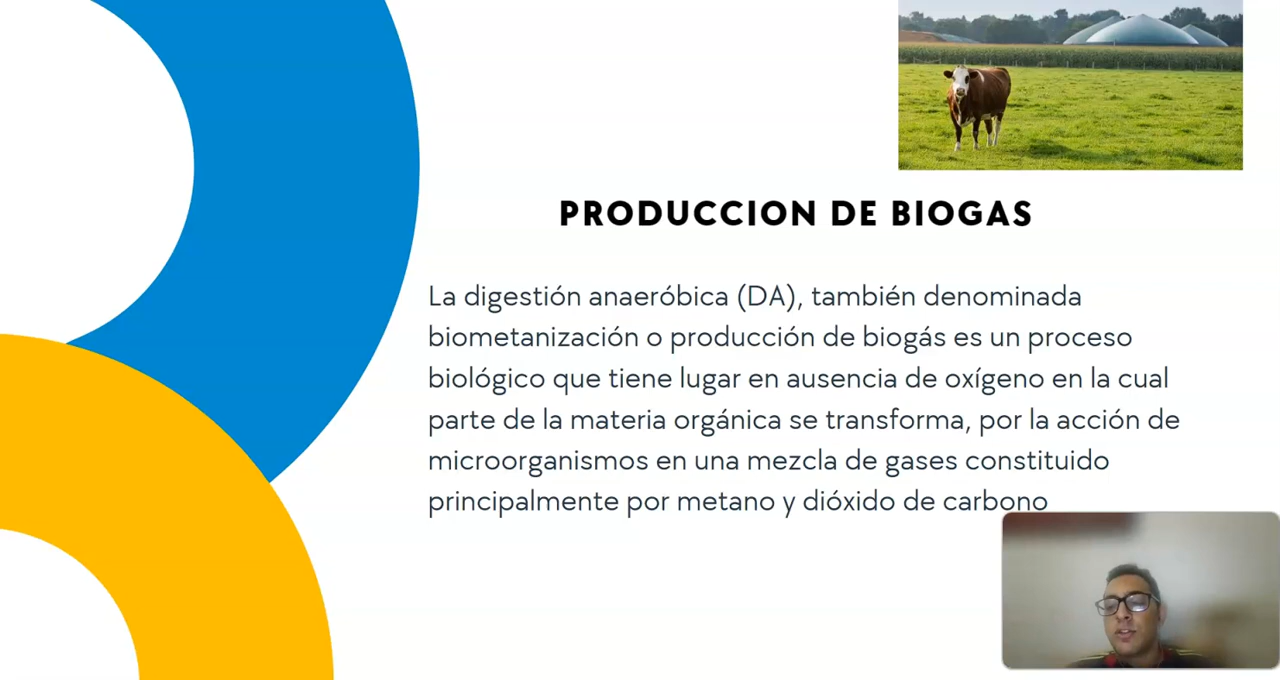 PRODUCCION DE BIOGAS
La digestión anaeróbica (DA), también denominada
biometanización o producción de biogás es un proceso
biológico que tiene lugar en ausencia de oxígeno en la cual
parte de la materia orgánica se transforma, por la acción de
microorganismos en una mezcla de gases constituido
principalmente por metano y dióxido de carbono